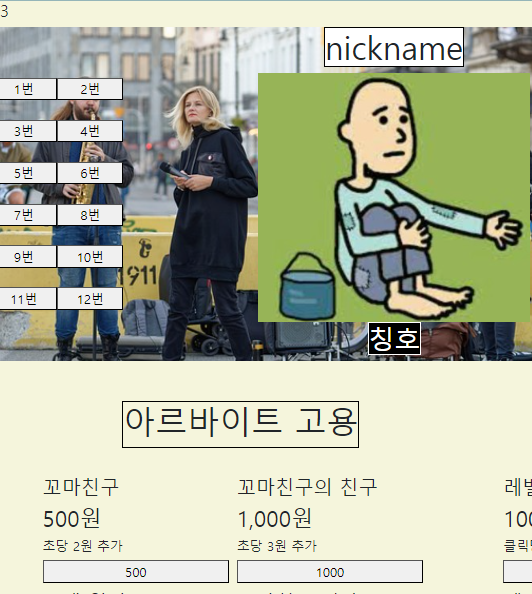 3
nickname
1번 2번
3번 4번
5번 6번
7번 8번
9번 10번
1911
11번 12번
칭호
아르바이트 고용
꼬마친구 꼬마친구의 친구
500원 1,000원
초당 2원 추가 초당 3원 추가 클릭
500 1000